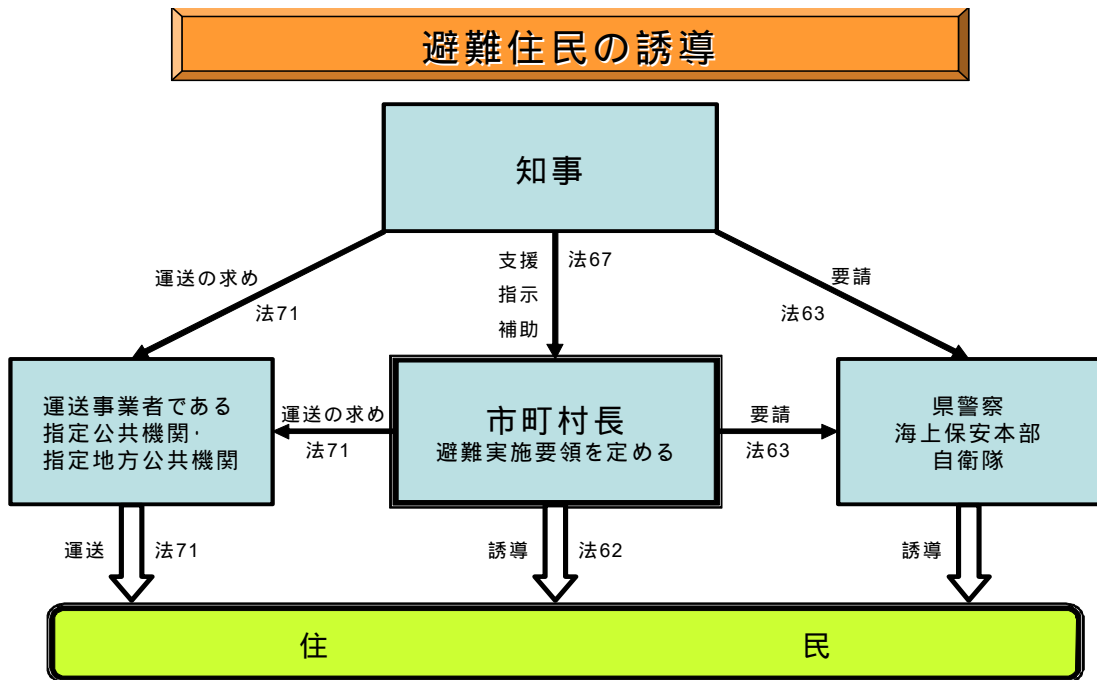 避難住民の誘導
知事
運送の求め
法71
支援
指示
補助
法67
要請
法63
運送事業者である
指定公共機関・
指定地方公共機関
運送の求め
法71
市町村長
避難実施要領を定める
要請
法63
県警察
海上保安本部
自衛隊
運送
法71
誘導
法62
誘導
住 民